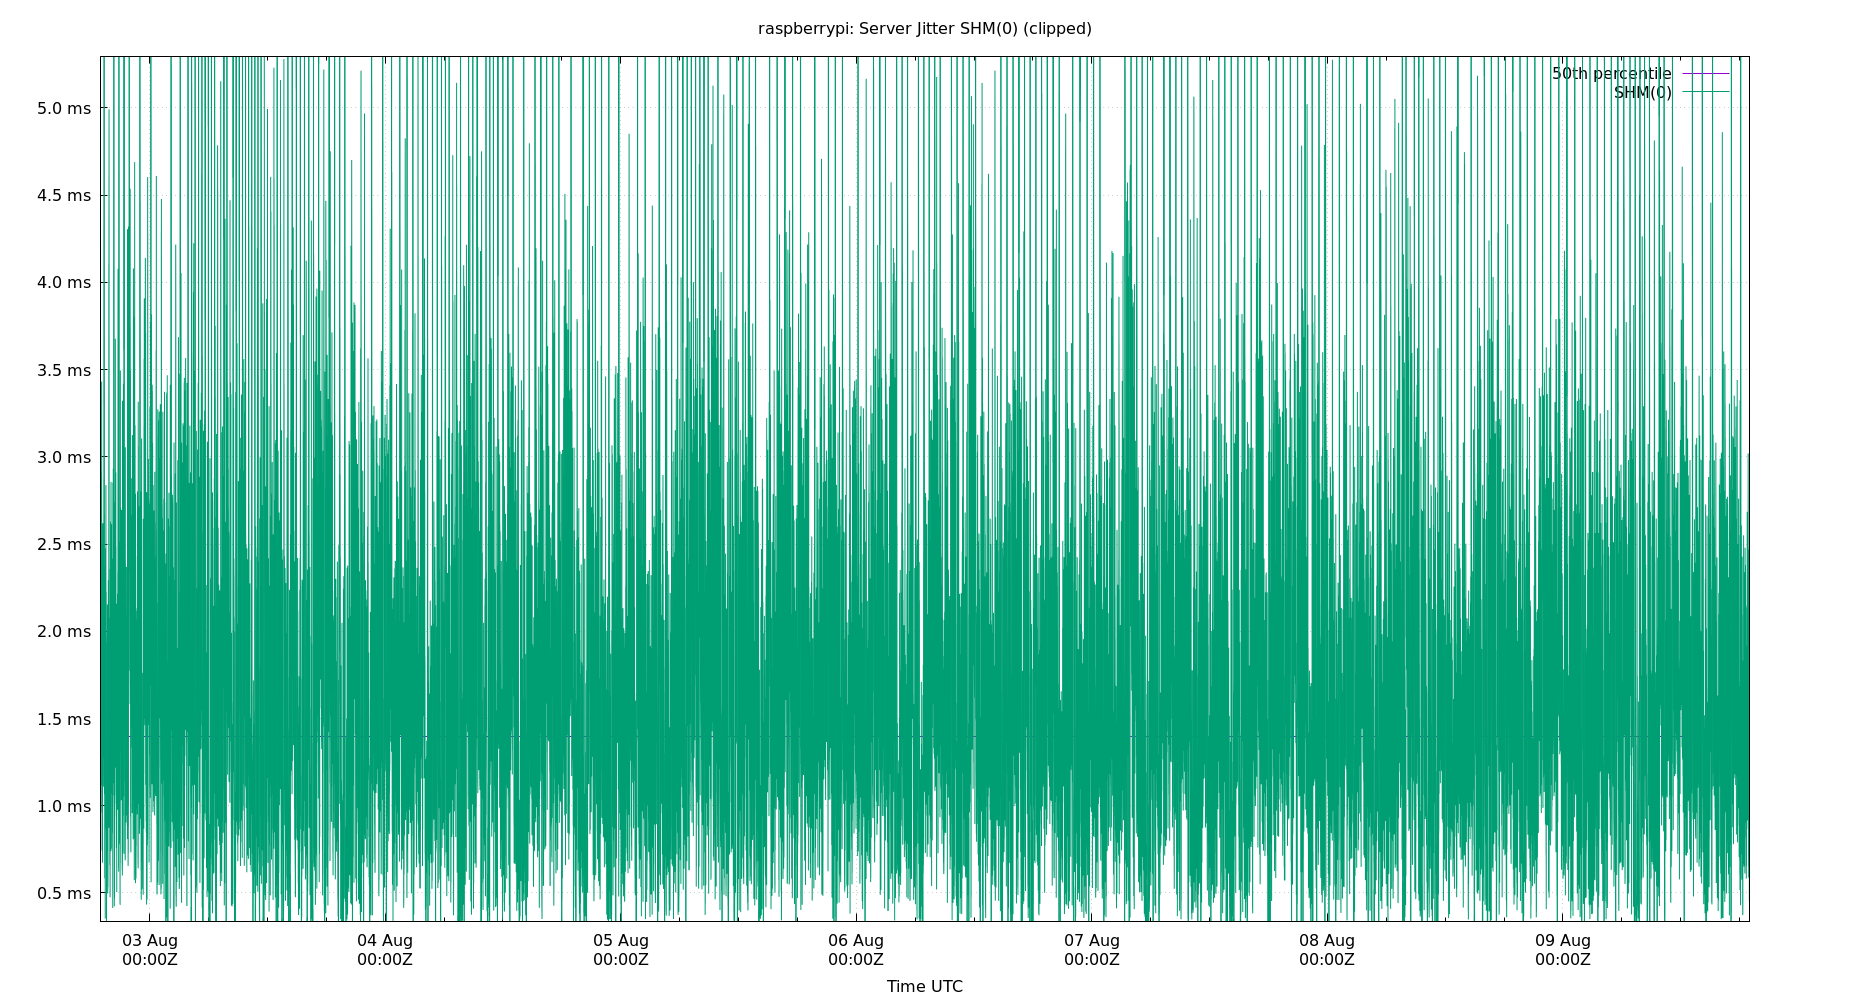 raspberrypi: Server Jitter SHM(0) (clipped)
50th percentile
SHM(0)
5.0 ms
4.5 ms
4.0 ms
3.5 ms
3.0 ms
2.5 ms
2.0 ms
1.5 ms
1.0 ms
0.5 ms
03 Aug 04 Aug 05 Aug 06 Aug 07 Aug 08 Aug 09 Aug
00:00Z 00:00Z 00:00Z 00:00Z 00:00Z 00:00Z 00:00Z
Time UTC